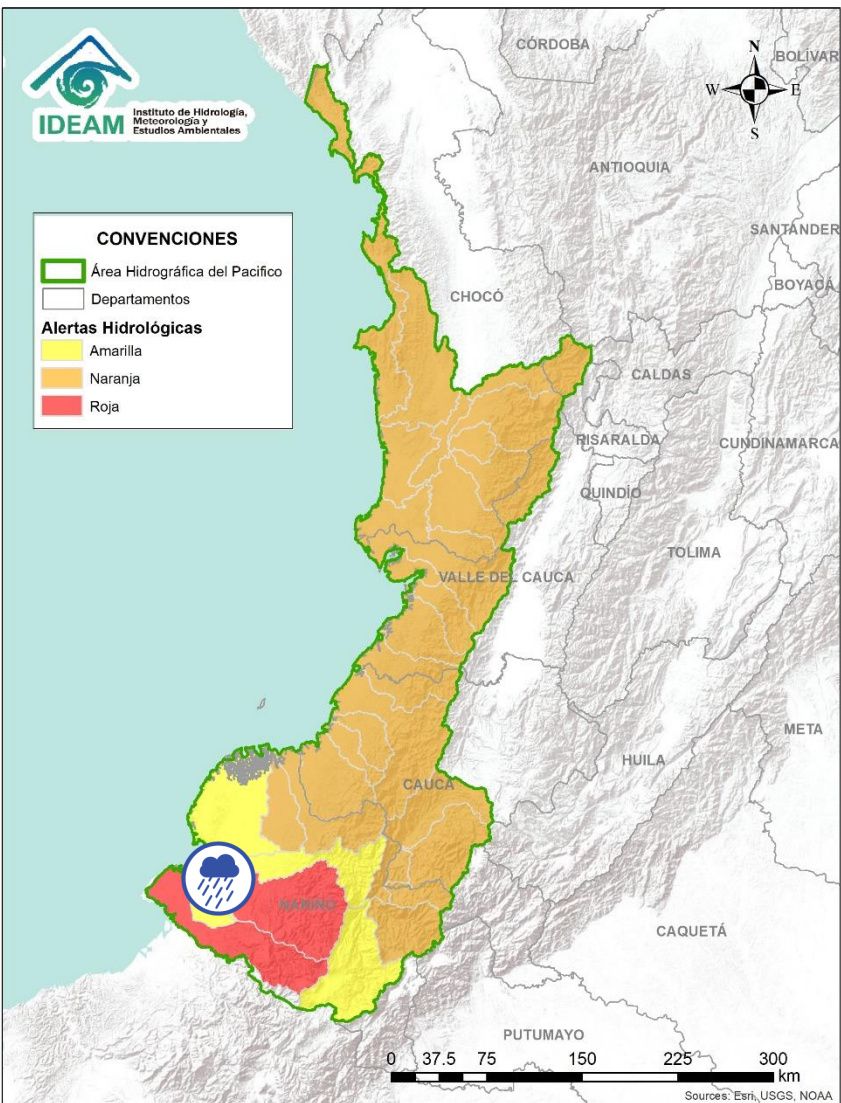 IDEAM
Instituto de Hidrología,
Meteorología y
Estudios Ambientales
N
W
E
S
CÓRDOBA
BOLÍVAR
ANTIOQUIA
SANTANDER
BOYACÁ
CHOCÓ
CALDAS
RISARALDA
CUNDINAMARCA
QUINDÍO
TOLIMA
VALLE DEL CAUCA
META
HUILA
CAUCA
NARIÑO
CAQUETÁ
PUTUMAYO
CONVENCIONES
Área Hidrográfica del Pacifico
Departamentos
Alertas Hidrológicas
Amarilla
Naranja
Roja
0 37.5 75 150 225 300
km
Sources: Esri, USGS, NOAA